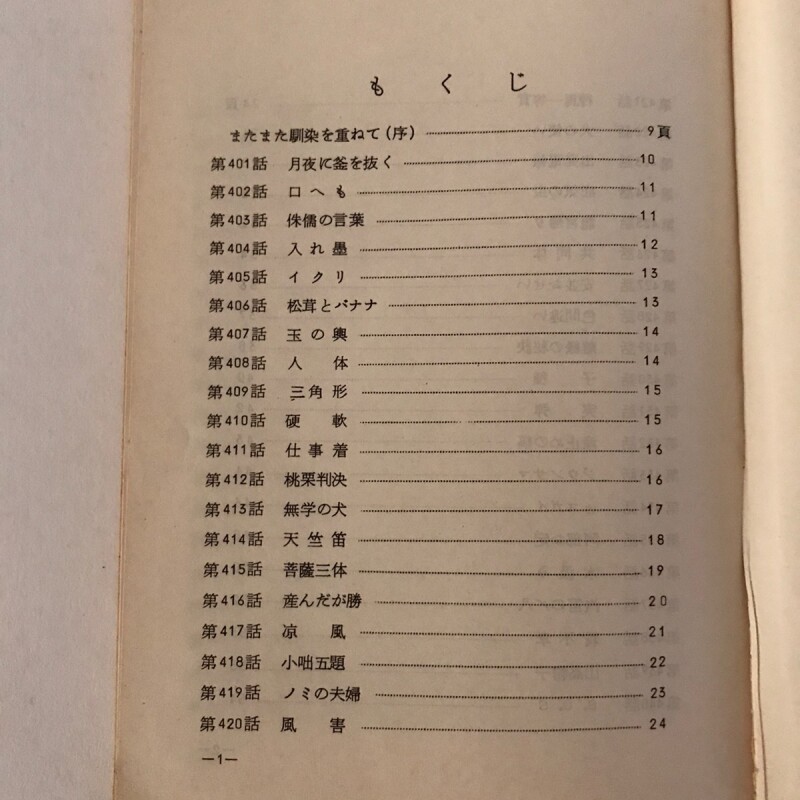 もくじ
またまた馴染を重ねて(序) 9頁
第401話 月夜に釜を抜く 10
第402話 口へも 11
第403話 侏儒の言葉 11
第404話 入れ墨 12
第405話 イクリ 13
第406話 松茸とバナナ 13
第407話 玉の輿 14
第408話 人体 14
第409話 三角形 15
第410話 硬軟 15
第411話 仕事着 16
第412話 桃栗判決 16
第413話 無学の犬 17
第414話 天竺笛 18
第415話 菩薩三体 19
第416話 産んだが勝 20
第417話 凉風 21
第418話 小咄五題 22
第419話 ノミの夫婦 23
第420話 風害 24
—1—